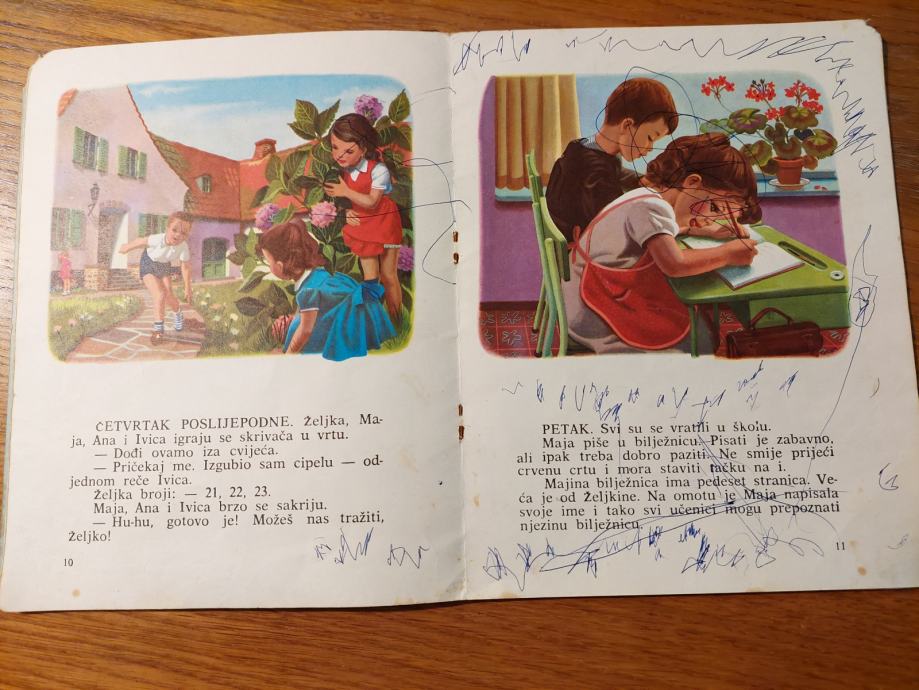 ČETVRTAK POSLIJEPODNE. Željka, Ma-
ja, Ana i Ivica igraju se skrivača u vrtu.
— Dođi ovamo iza cvijeća.
— Pričekaj me. Izgubio sam cipelu — od-
jednom reče Ivica.
Željka broji: — 21, 22, 23.
Maja, Ana i Ivica brzo se sakriju.
— Hu-hu, gotovo je! Možeš nas tražiti,
Željko!
10
PETAK. Svi su se vratili u školu.
Maja piše u bilježnicu. Pisati je zabavno,
ali ipak treba dobro paziti. Ne smije prijeći
crvenu crtu i mora staviti tačku na i.
Majina bilježnica ima pedeset stranica. Ve-
ća je od Željkine. Na omotu je Maja napisala
svoje ime i tako svi učenici mogu prepoznati
njezinu bilježnicu.
11